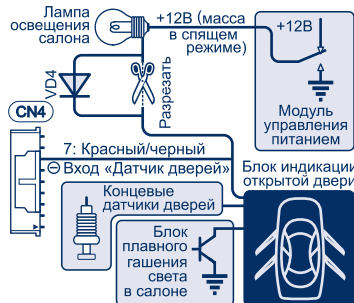 Лампа
освещения
салона
+12В (масса
в спящем
режиме)
+12В
Модуль
управления
питанием
VD4
Разрезать
CN4
7: Красный/черный
⊖ Вход «Датчик дверей»
Концевые
датчики дверей
Блок индикации
открытой двери
Блок
плавного
гашения
света
в салоне